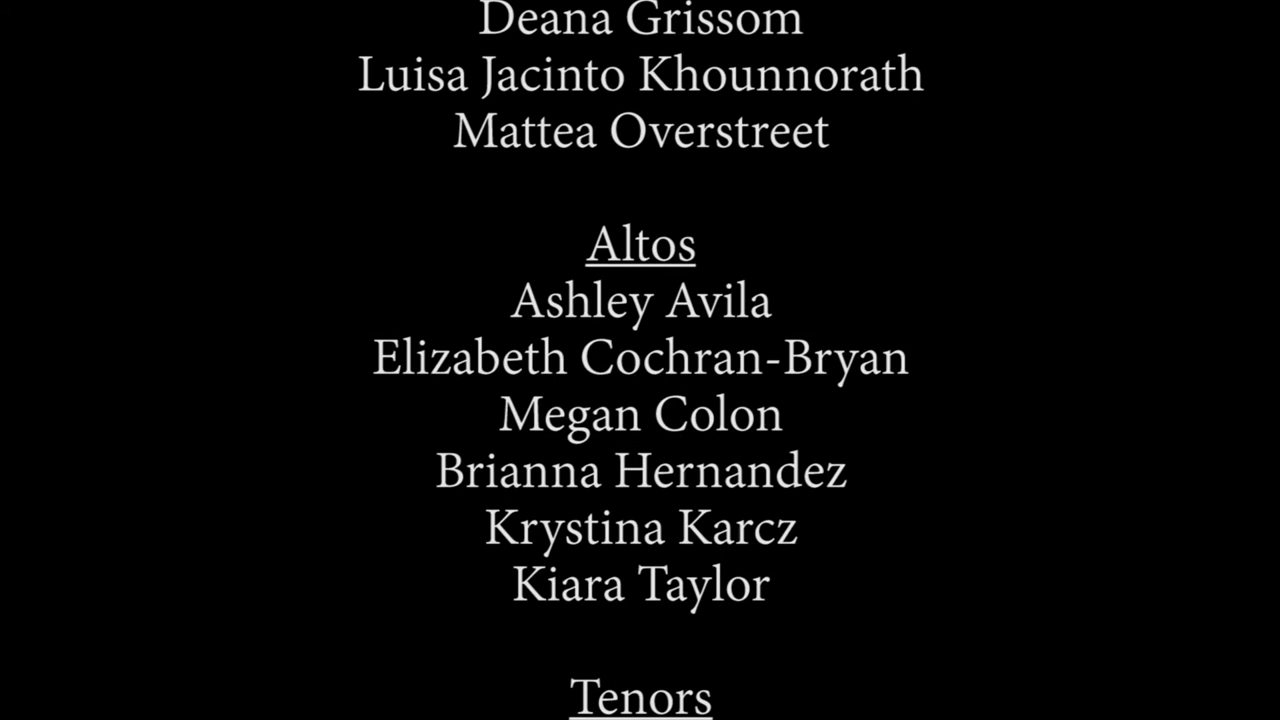 Deana Grissom
Luisa Jacinto Khounnorath
Mattea Overstreet
Altos
Ashley Avila
Elizabeth Cochran-Bryan
Megan Colon
Brianna Hernandez
Krystina Karcz
Kiara Taylor
Tenors